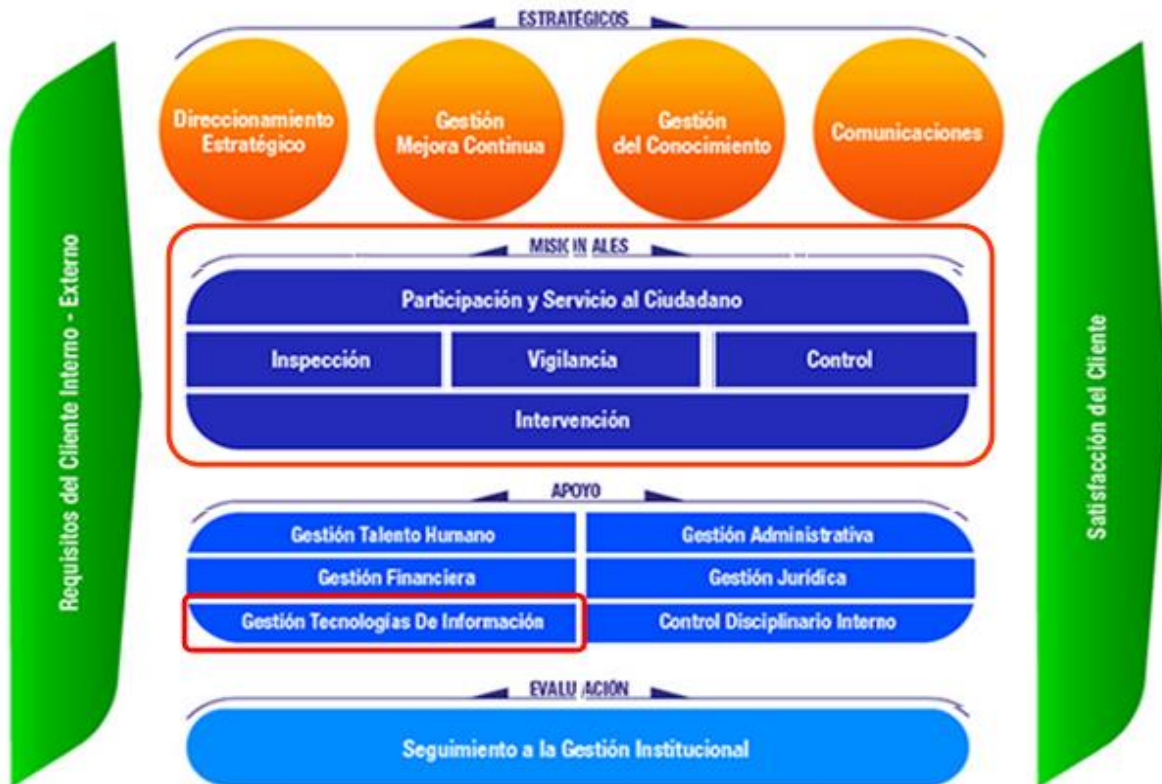 ESTRATÉGICOS
Direccionamiento
Estratégico
Gestión
Mejora Continua
Gestión
del Conocimiento
Comunicaciones
Requisitos del Cliente Interno - Externo
MISIONALES
Participación y Servicio al Ciudadano
Inspección
Vigilancia
Control
Intervención
APOYO
Gestión Talento Humano
Gestión Administrativa
Gestión Financiera
Gestión Jurídica
Gestión Tecnologías De Información
Control Disciplinario Interno
EVALUACIÓN
Seguimiento a la Gestión Institucional
Satisfacción del Cliente